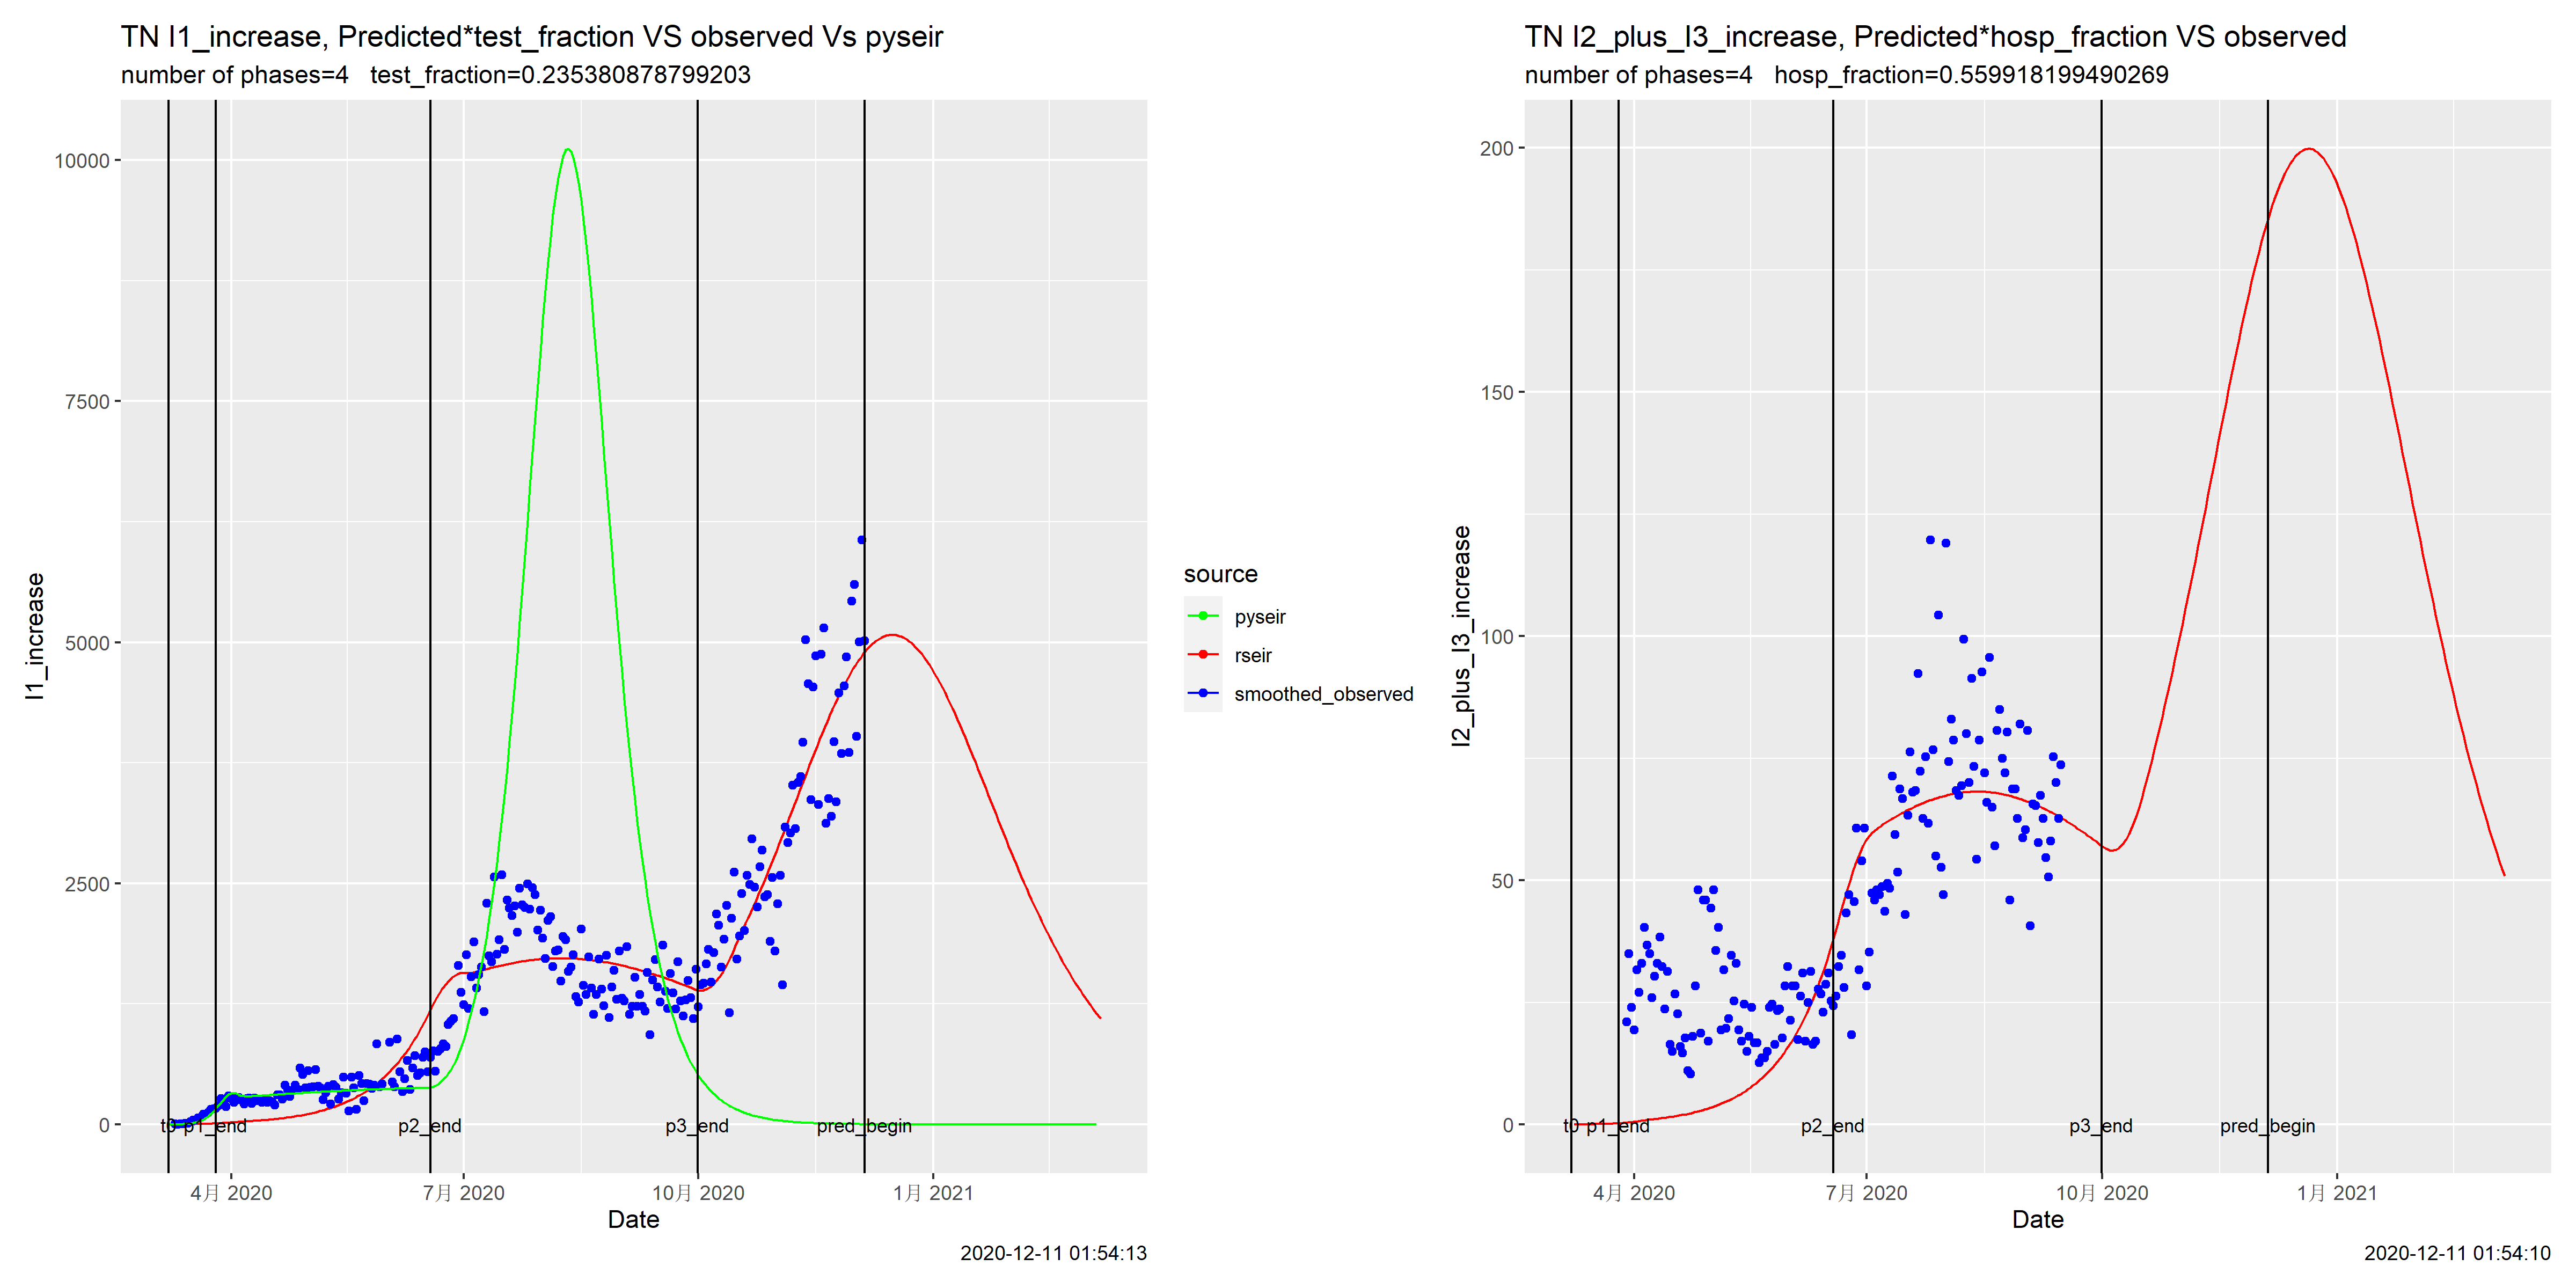 TN I1_increase, Predicted*test_fraction VS observed Vs pyseir
number of phases=4   test_fraction=0.235380878799203
I1_increase
10000
7500
5000
2500
0
t0 p1_end
p2_end
p3_end
pred_begin
4月 2020
7月 2020
10月 2020
1月 2021
Date
2020-12-11 01:54:13
source
pyseir
rseir
smoothed_observed
TN I2_plus_I3_increase, Predicted*hosp_fraction VS observed
number of phases=4   hosp_fraction=0.559918199490269
I2_plus_I3_increase
200
150
100
50
0
t0 p1_end
p2_end
p3_end
pred_begin
4月 2020
7月 2020
10月 2020
1月 2021
Date
2020-12-11 01:54:10